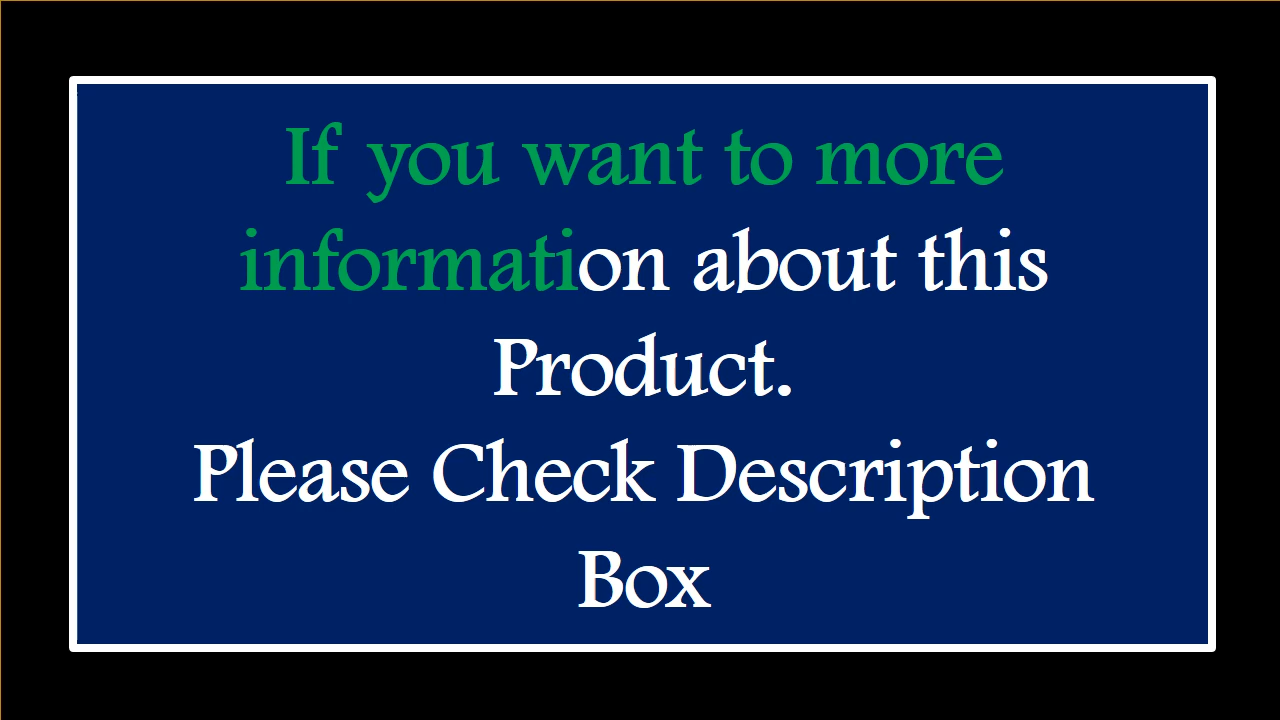 If you want to more
information about this
Product.
Please Check Description
Box